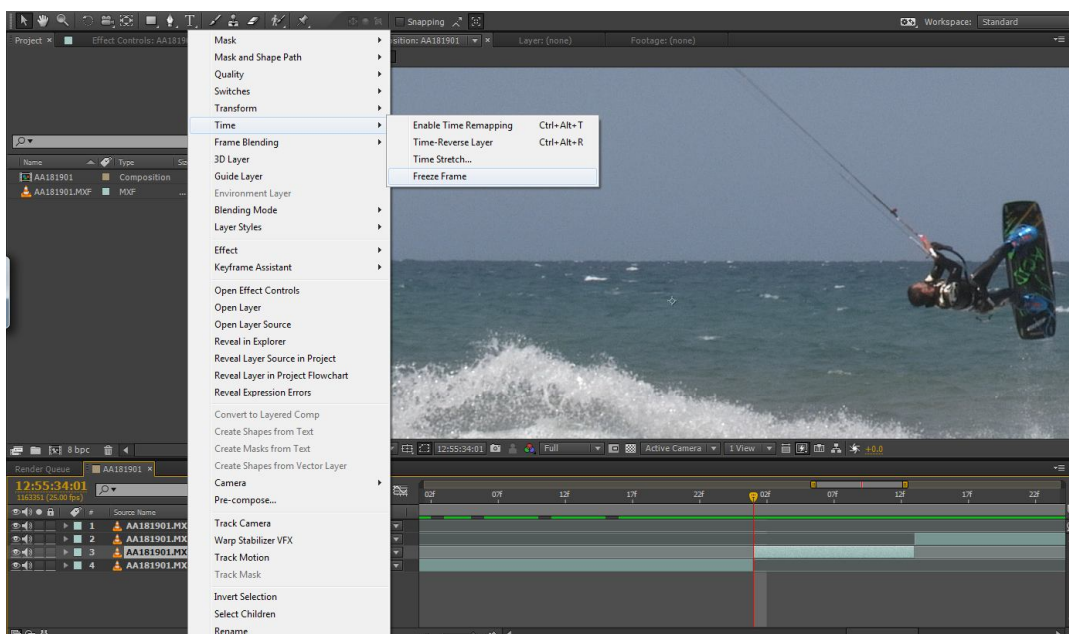 Snapping
Workspace: Standard
Project ×
Effect Controls: AA1819
sition: AA181901
Layer: (none)
Footage: (none)
Mask
Mask and Shape Path
Quality
Switches
Transform
Time
Frame Blending
3D Layer
Guide Layer
Environment Layer
Blending Mode
Layer Styles
Effect
Keyframe Assistant
Open Effect Controls
Open Layer
Open Layer Source
Reveal in Explorer
Reveal Layer Source in Project
Reveal Layer in Project Flowchart
Reveal Expression Errors
Convert to Layered Comp
Create Shapes from Text
Create Masks from Text
Create Shapes from Vector Layer
Camera
Pre-compose...
Track Camera
Warp Stabilizer VFX
Track Motion
Track Mask
Invert Selection
Select Children
Rename
Enable Time Remapping Ctrl+Alt+T
Time-Reverse Layer Ctrl+Alt+R
Time Stretch...
Freeze Frame
Name Type Siz
AA181901 Composition
AA181901.MXF MXF ...
8 bpc
12:55:34:01 Full Active Camera 1 View +0.0
Render Queue AA181901 ×
12:55:34:01
1163351 (25.00 fps)
02f 07f 12f 17f 22f 02f 07f 12f 17f 22f
# Source Name
1 AA181901.MX
2 AA181901.MX
3 AA181901.MX
4 AA181901.MX